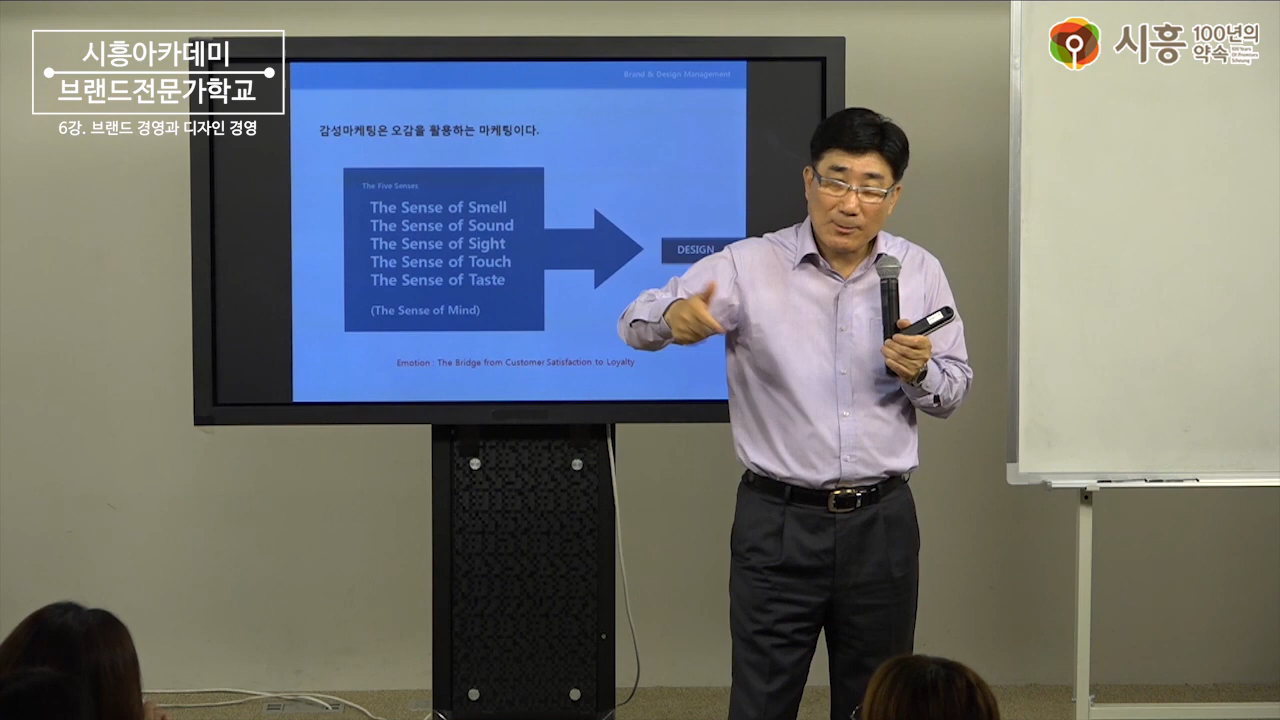 시흥아카데미
브랜드전문가학교
6강. 브랜드 경영과 디자인 경영
시흥 100년의
약속
Brand & Design Management
감성마케팅은 오감을 활용하는 마케팅이다.
The Five Senses
The Sense of Smell
The Sense of Sound
The Sense of Sight
The Sense of Touch
The Sense of Taste
(The Sense of Mind)
DESIGN
Emotion : The Bridge from Customer Satisfaction to Loyalty